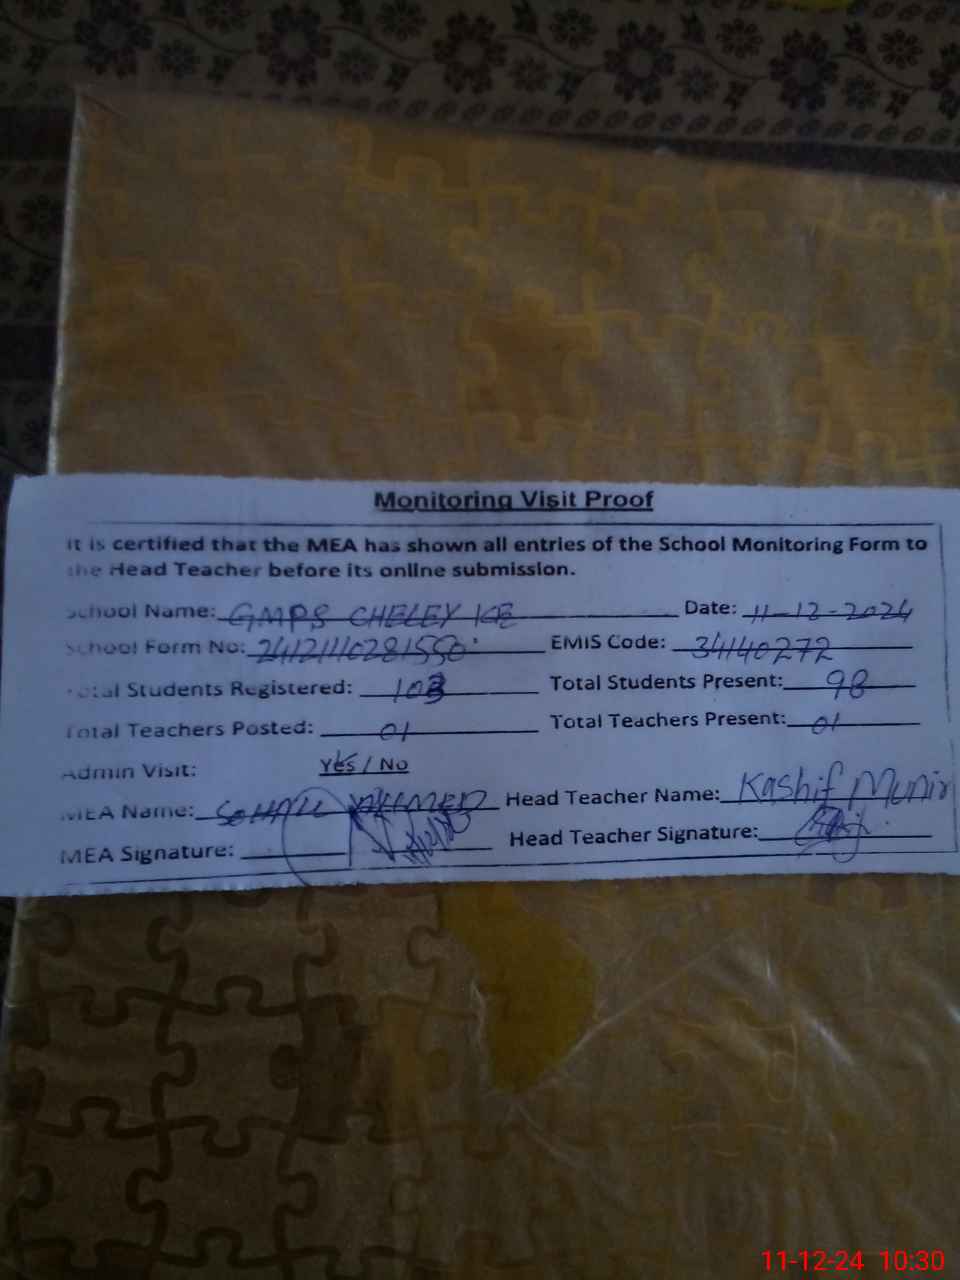 Monitoring Visit Proof
It is certified that the MEA has shown all entries of the School Monitoring Form to
the Head Teacher before its online submission.
School Name: GMPS CHELEY KE Date: 11-12-2024
School Form No: 24121110281550 EMIS Code: 34140272
Total Students Registered: 103 Total Students Present: 98
Total Teachers Posted: 01 Total Teachers Present: 01
Admin Visit: Yes / No
MEA Name: SOHAIL AHMED Head Teacher Name: Kashif Munir
MEA Signature: Head Teacher Signature:
11-12-24 10:30